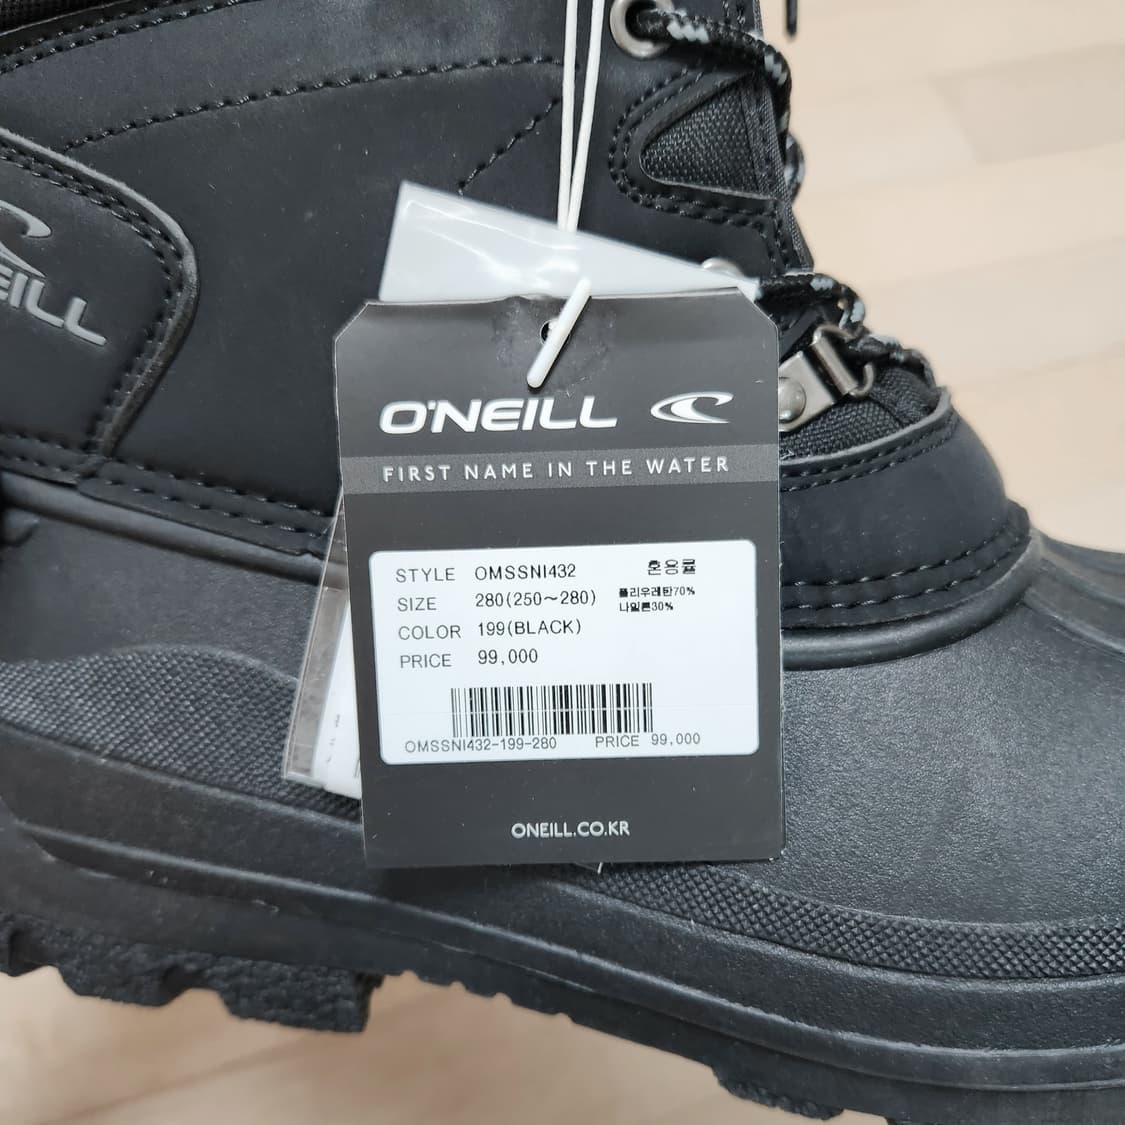 NEILL
O'NEILL
FIRST NAME IN THE WATER
STYLE OMSSNI432 혼용률
SIZE 280(250~280) 폴리우레탄70%
나일론30%
COLOR 199(BLACK)
PRICE 99,000
OMSSNI432-199-280 PRICE 99,000
ONEILL.CO.KR